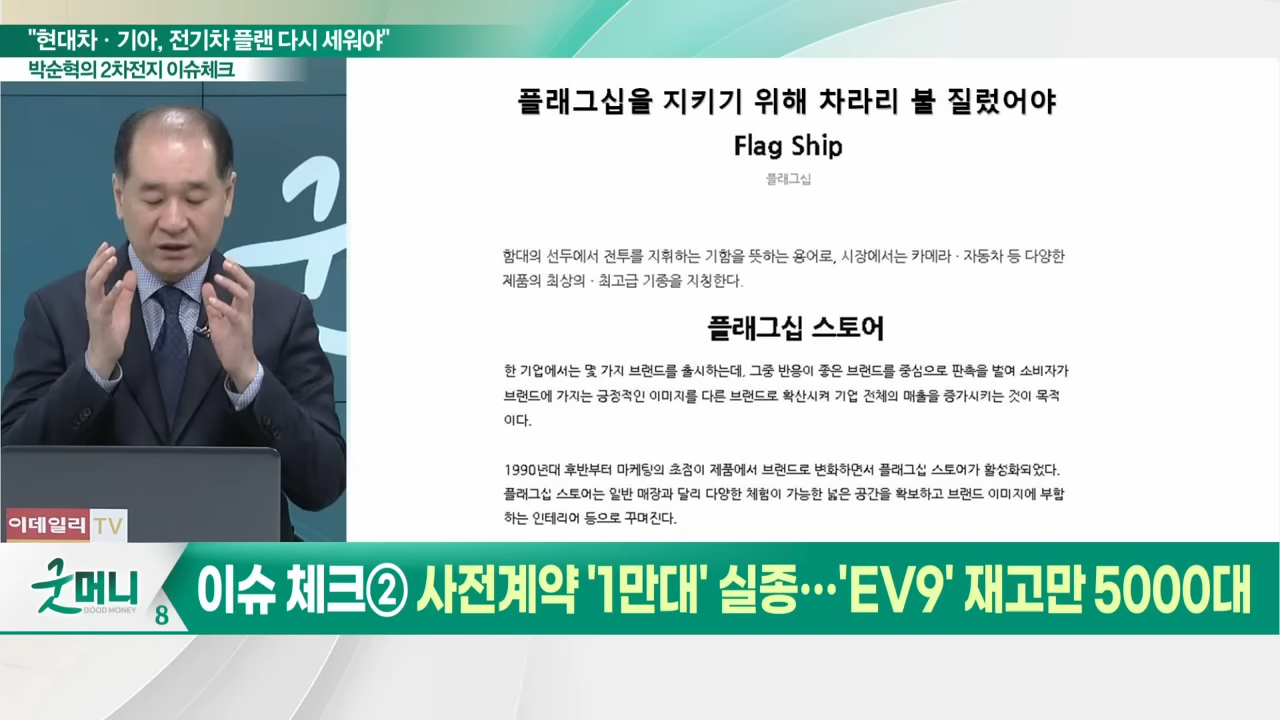 "현대차 · 기아, 전기차 플랜 다시 세워야"
박순혁의 2차전지 이슈체크
플래그십을 지키기 위해 차라리 불 질렀어야
Flag Ship
플래그십
함대의 선두에서 전투를 지휘하는 기함을 뜻하는 용어로, 시장에서는 카메라 · 자동차 등 다양한
제품의 최상의 · 최고급 기종을 지칭한다.
플래그십 스토어
한 기업에서는 몇 가지 브랜드를 출시하는데, 그중 반응이 좋은 브랜드를 중심으로 판촉을 벌여 소비자가
브랜드에 가지는 긍정적인 이미지를 다른 브랜드로 확산시켜 기업 전체의 매출을 증가시키는 것이 목적
이다.
1990년대 후반부터 마케팅의 초점이 제품에서 브랜드로 변화하면서 플래그십 스토어가 활성화되었다.
플래그십 스토어는 일반 매장과 달리 다양한 체험이 가능한 넓은 공간을 확보하고 브랜드 이미지에 부합
하는 인테리어 등으로 꾸며진다.
이데일리 TV
굿머니
GOOD MONEY
8
이슈 체크② 사전계약 '1만대' 실종…'EV9' 재고만 5000대